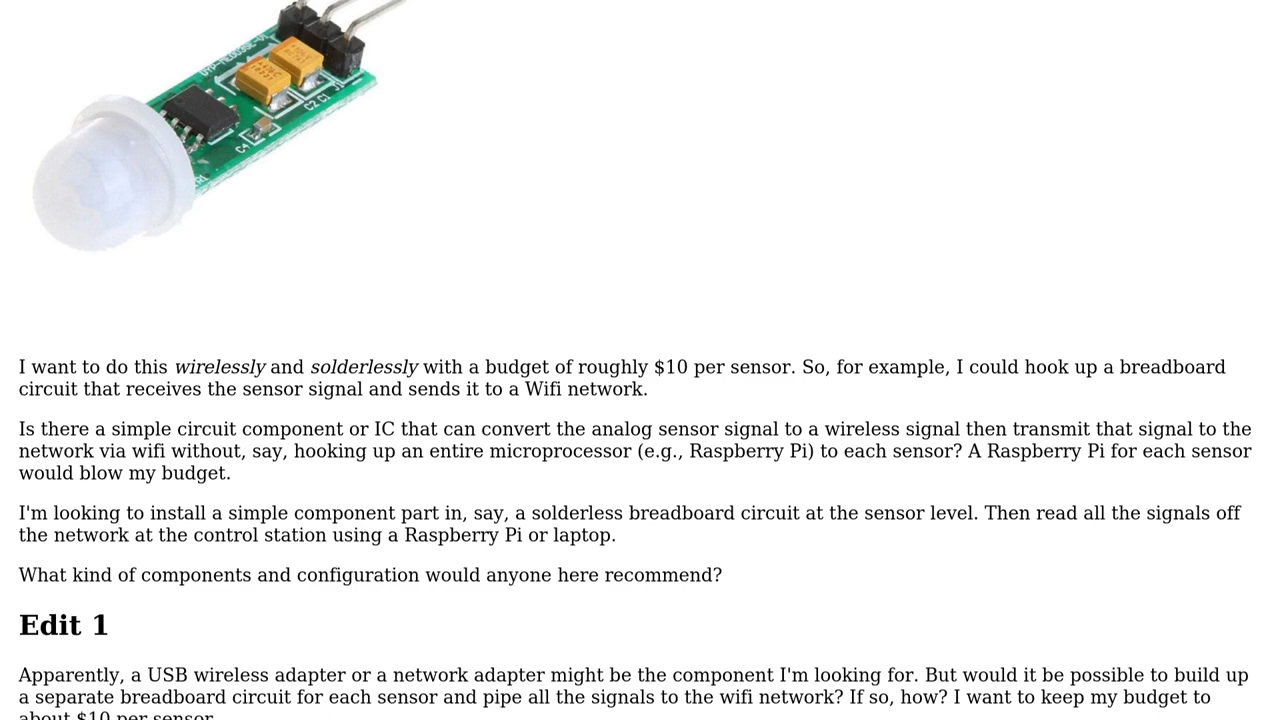 C2 C1
C4
I want to do this wirelessly and solderlessly with a budget of roughly $10 per sensor. So, for example, I could hook up a breadboard
circuit that receives the sensor signal and sends it to a Wifi network.
Is there a simple circuit component or IC that can convert the analog sensor signal to a wireless signal then transmit that signal to the
network via wifi without, say, hooking up an entire microprocessor (e.g., Raspberry Pi) to each sensor? A Raspberry Pi for each sensor
would blow my budget.
I'm looking to install a simple component part in, say, a solderless breadboard circuit at the sensor level. Then read all the signals off
the network at the control station using a Raspberry Pi or laptop.
What kind of components and configuration would anyone here recommend?
Edit 1
Apparently, a USB wireless adapter or a network adapter might be the component I'm looking for. But would it be possible to build up
a separate breadboard circuit for each sensor and pipe all the signals to the wifi network? If so, how? I want to keep my budget to
about $10 per sensor.